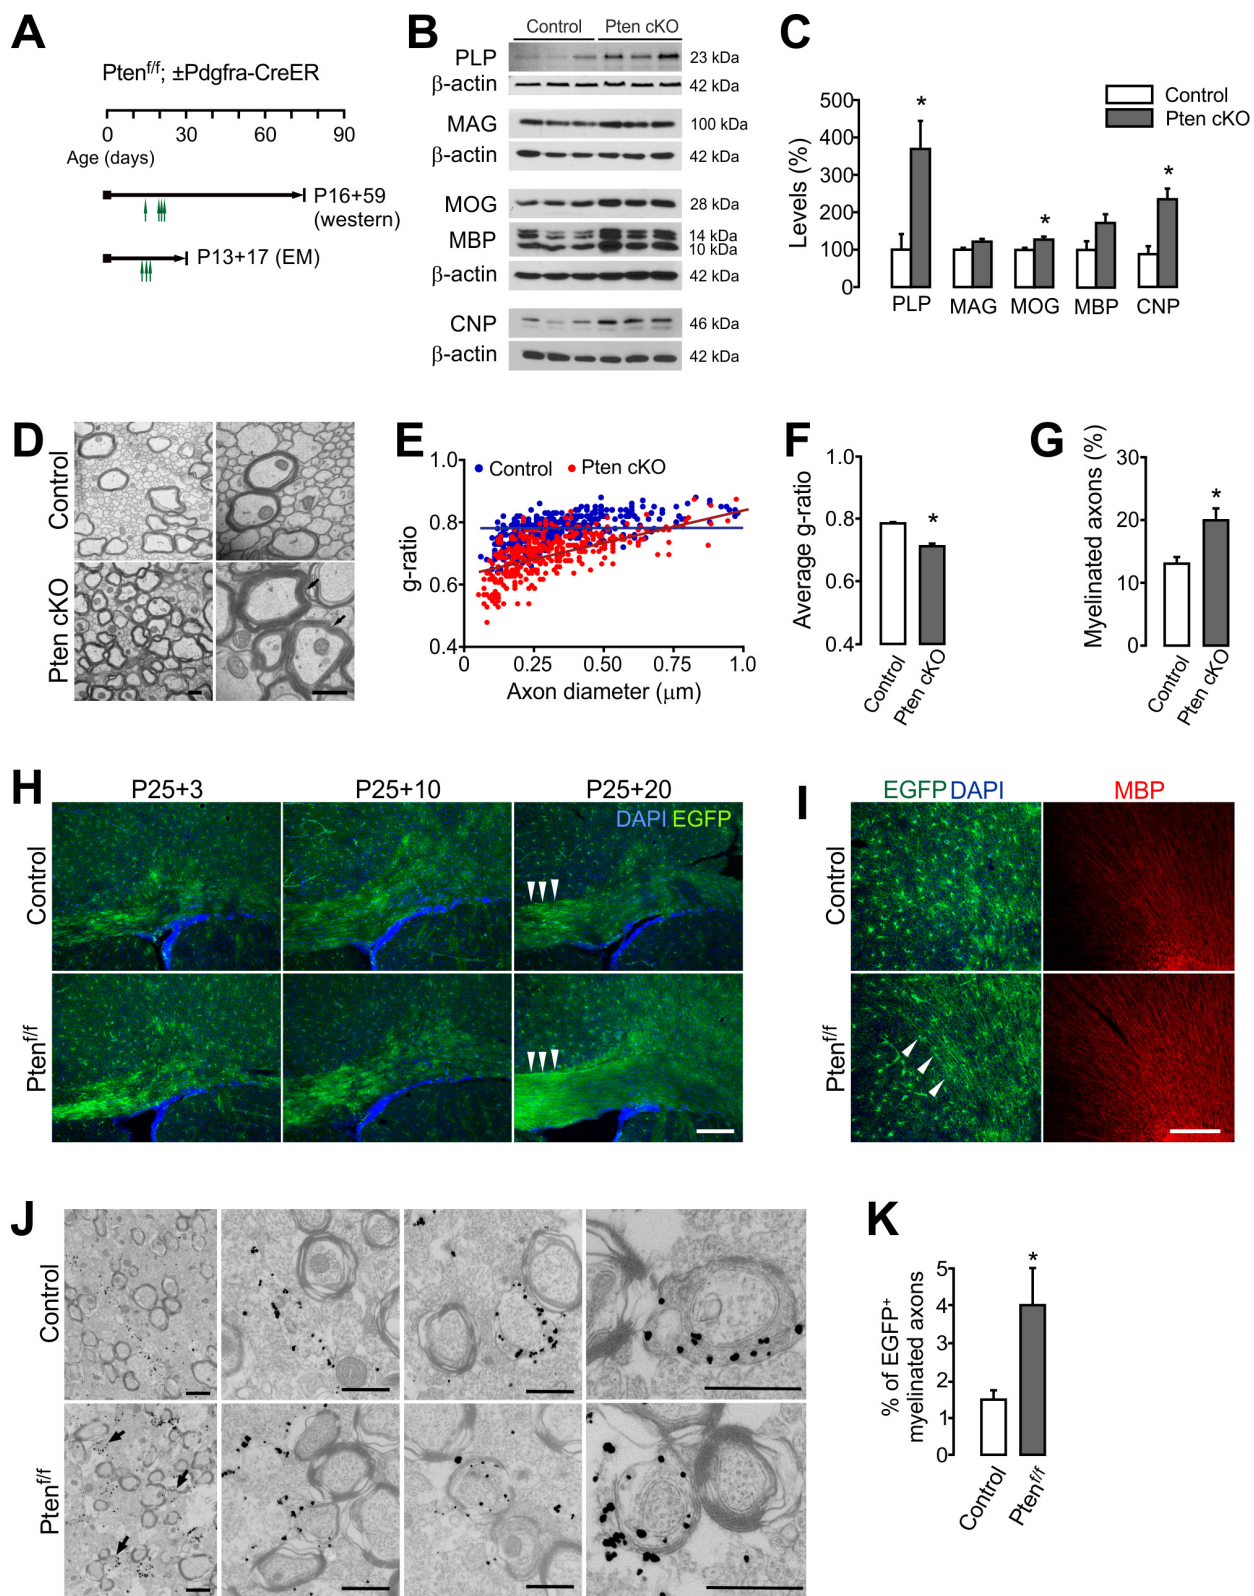 A
Ptenf/f; ±Pdgfra-CreER
0 30 60 90
Age (days)
P16+59
(western)
P13+17 (EM)
B
Control Pten cKO
PLP 23 kDa
β-actin 42 kDa
MAG 100 kDa
β-actin 42 kDa
MOG 28 kDa
MBP 14 kDa
10 kDa
β-actin 42 kDa
CNP 46 kDa
β-actin 42 kDa
C
Control
Pten cKO
Levels (%)
500
400
300
200
100
0
* * *
PLP MAG MOG MBP CNP
D
Control
Pten cKO
E
Control Pten cKO
g-ratio
1.0
0.8
0.6
0.4
0 0.25 0.50 0.75 1.0
Axon diameter (μm)
F
Average g-ratio
1.0
0.8
0.6
0.4
*
Control
Pten cKO
G
Myelinated axons (%)
30
20
10
0
*
Control
Pten cKO
H
P25+3 P25+10 P25+20
DAPI EGFP
Control
Ptenf/f
I
EGFP DAPI MBP
Control
Ptenf/f
J
Control
Ptenf/f
K
% of EGFP+
myelinated axons
5
4
3
2
1
0
*
Control
Ptenf/f